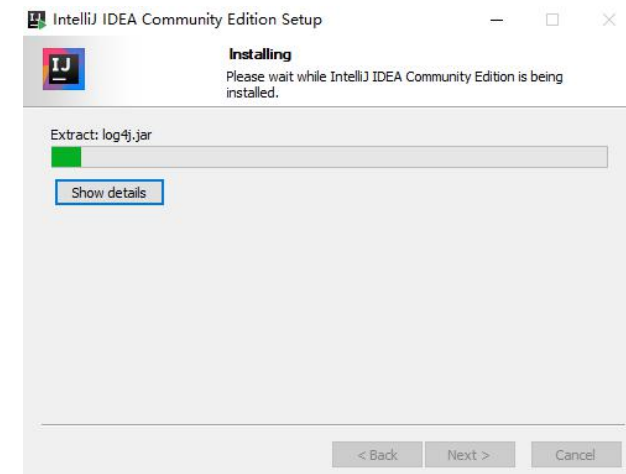 IntelliJ IDEA Community Edition Setup
IJ
Installing
Please wait while IntelliJ IDEA Community Edition is being
installed.
Extract: log4j.jar
Show details
< Back
Next >
Cancel